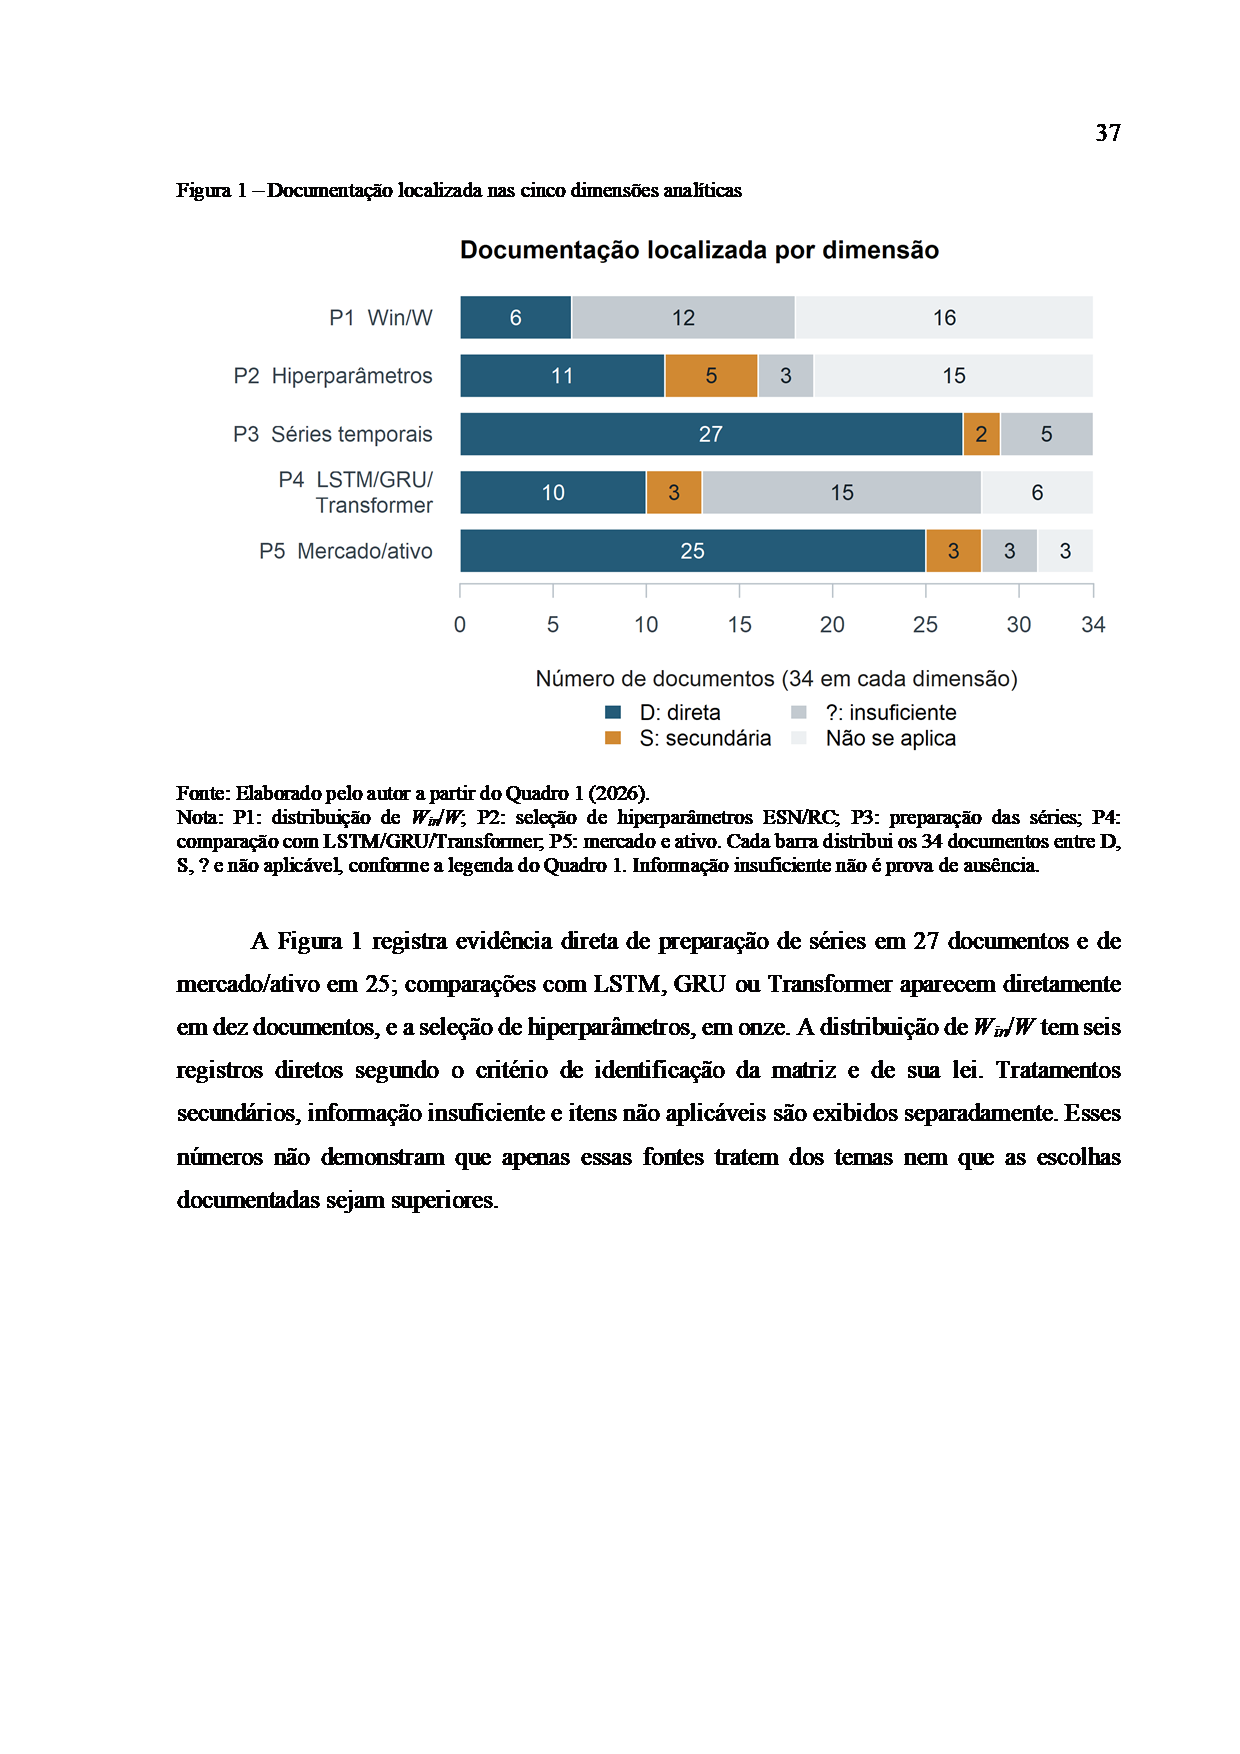 37
Figura 1 – Documentação localizada nas cinco dimensões analíticas
Documentação localizada por dimensão
P1 Win/W 6 12 16
P2 Hiperparâmetros 11 5 3 15
P3 Séries temporais 27 2 5
P4 LSTM/GRU/
Transformer 10 3 15 6
P5 Mercado/ativo 25 3 3 3
0 5 10 15 20 25 30 34
Número de documentos (34 em cada dimensão)
D: direta ?: insuficiente
S: secundária Não se aplica
Fonte: Elaborado pelo autor a partir do Quadro 1 (2026).
Nota: P1: distribuição de Win/W; P2: seleção de hiperparâmetros ESN/RC; P3: preparação das séries; P4:
comparação com LSTM/GRU/Transformer; P5: mercado e ativo. Cada barra distribui os 34 documentos entre D,
S, ? e não aplicável, conforme a legenda do Quadro 1. Informação insuficiente não é prova de ausência.
A Figura 1 registra evidência direta de preparação de séries em 27 documentos e de
mercado/ativo em 25; comparações com LSTM, GRU ou Transformer aparecem diretamente
em dez documentos, e a seleção de hiperparâmetros, em onze. A distribuição de Win/W tem seis
registros diretos segundo o critério de identificação da matriz e de sua lei. Tratamentos
secundários, informação insuficiente e itens não aplicáveis são exibidos separadamente. Esses
números não demonstram que apenas essas fontes tratem dos temas nem que as escolhas
documentadas sejam superiores.